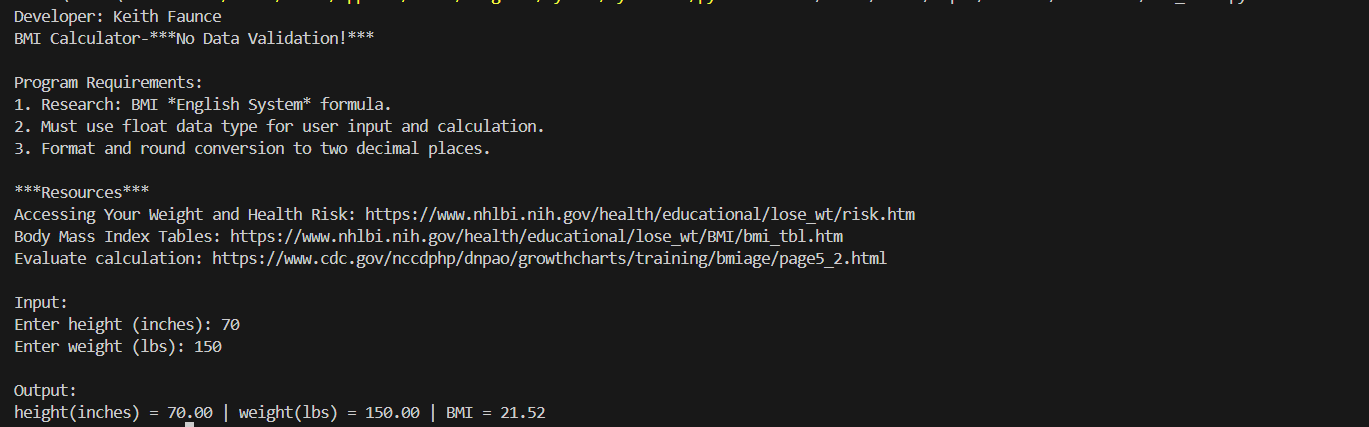 Developer: Keith Faunce
BMI Calculator-***No Data Validation!***
Program Requirements:
1. Research: BMI *English System* formula.
2. Must use float data type for user input and calculation.
3. Format and round conversion to two decimal places.
***Resources***
Accessing Your Weight and Health Risk: https://www.nhlbi.nih.gov/health/educational/lose_wt/risk.htm
Body Mass Index Tables: https://www.nhlbi.nih.gov/health/educational/lose_wt/BMI/bmi_tbl.htm
Evaluate calculation: https://www.cdc.gov/nccdphp/dnpao/growthcharts/training/bmiage/page5_2.html
Input:
Enter height (inches): 70
Enter weight (lbs): 150
Output:
height(inches) = 70.00 | weight(lbs) = 150.00 | BMI = 21.52